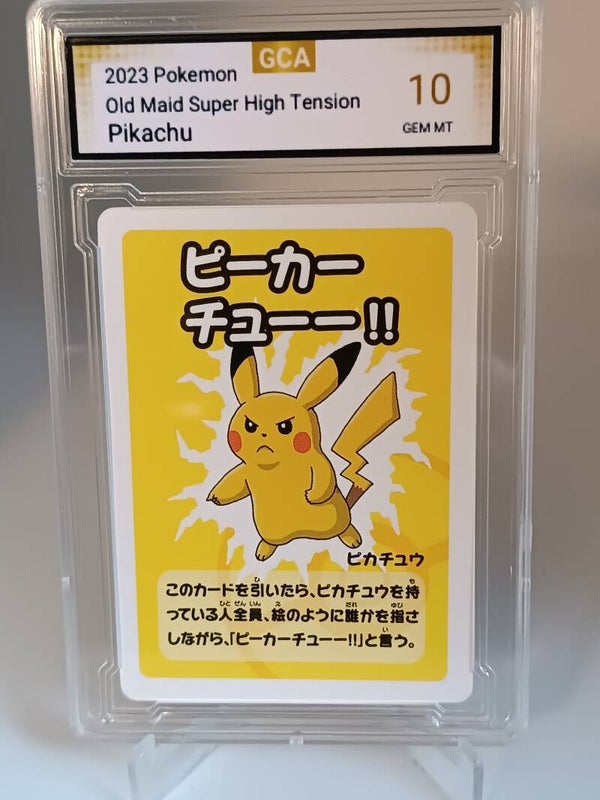 GCA
2023 Pokemon
Old Maid Super High Tension
Pikachu
10
GEM MT
ピーカー
チューーー!!
ピカチュウ
このカードを引いたら、ピカチュウを持
っている人全員、絵のように誰かを指さ
しながら、「ピーカーチューー!!」と言う。